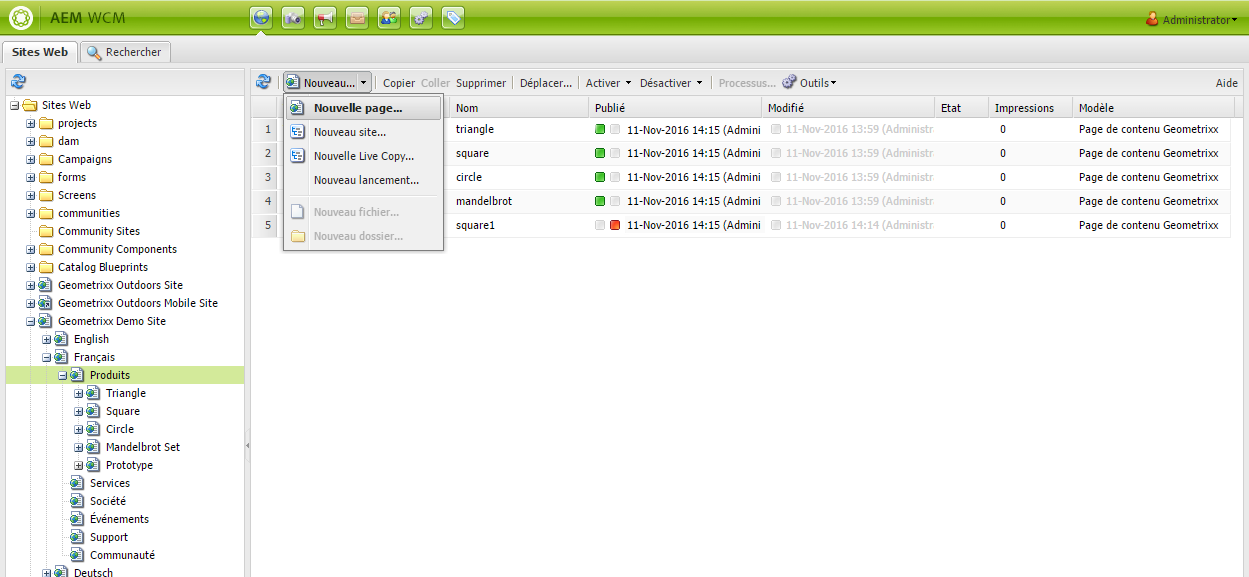 AEM WCM
Administrator
Sites Web
Rechercher
Sites Web
projects
dam
Campaigns
forms
Screens
communities
Community Sites
Community Components
Catalog Blueprints
Geometrixx Outdoors Site
Geometrixx Outdoors Mobile Site
Geometrixx Demo Site
English
Français
Produits
Triangle
Square
Circle
Mandelbrot Set
Prototype
Services
Société
Événements
Support
Communauté
Deutsch
Nouveau... Copier Coller Supprimer Déplacer... Activer Désactiver Processus... Outils Aide
Nouvelle page...
Nouveau site...
Nouvelle Live Copy...
Nouveau lancement...
Nouveau fichier...
Nouveau dossier...
Nom Publié Modifié Etat Impressions Modèle
1 triangle 11-Nov-2016 14:15 (Admini 11-Nov-2016 13:59 (Administr 0 Page de contenu Geometrixx
2 square 11-Nov-2016 14:15 (Admini 11-Nov-2016 13:59 (Administr 0 Page de contenu Geometrixx
3 circle 11-Nov-2016 14:15 (Admini 11-Nov-2016 13:59 (Administr 0 Page de contenu Geometrixx
4 mandelbrot 11-Nov-2016 14:15 (Admini 11-Nov-2016 13:59 (Administr 0 Page de contenu Geometrixx
5 square1 11-Nov-2016 14:15 (Admini 11-Nov-2016 14:14 (Administr 0 Page de contenu Geometrixx